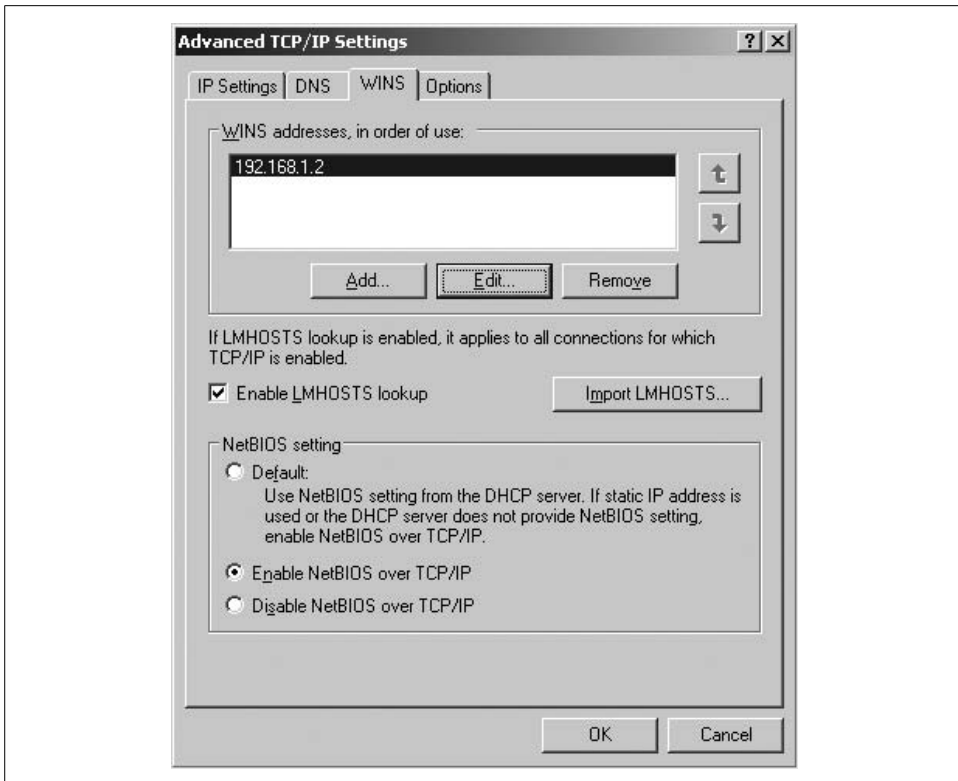 Advanced TCP/IP Settings
IP Settings DNS WINS Options
WINS addresses, in order of use:
192.168.1.2
Add... Edit... Remove
If LMHOSTS lookup is enabled, it applies to all connections for which
TCP/IP is enabled.
Enable LMHOSTS lookup Import LMHOSTS...
NetBIOS setting
Default:
Use NetBIOS setting from the DHCP server. If static IP address is
used or the DHCP server does not provide NetBIOS setting,
enable NetBIOS over TCP/IP.
Enable NetBIOS over TCP/IP
Disable NetBIOS over TCP/IP
OK Cancel